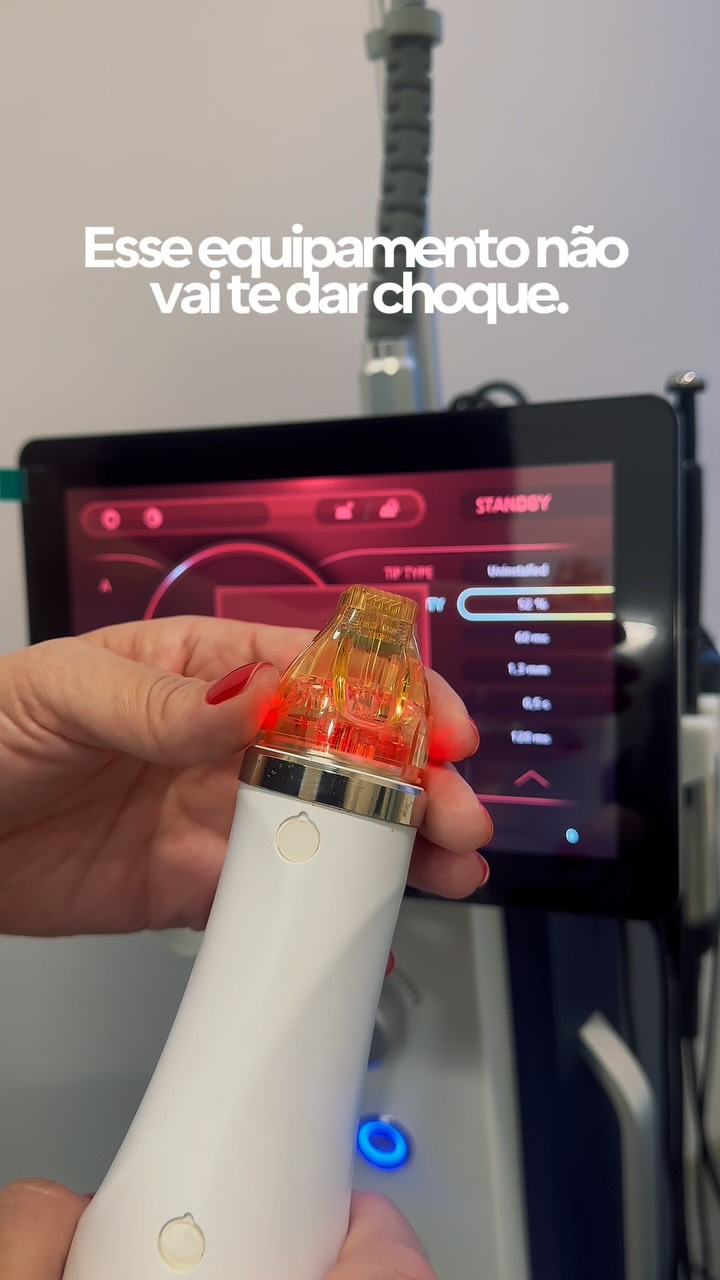 Esse equipamento não
vai te dar choque.
STANDBY
TIP TYPE
Uninstalled
TY
52 %
60 ms
1,3 mm
0,5 s
120 ms
A